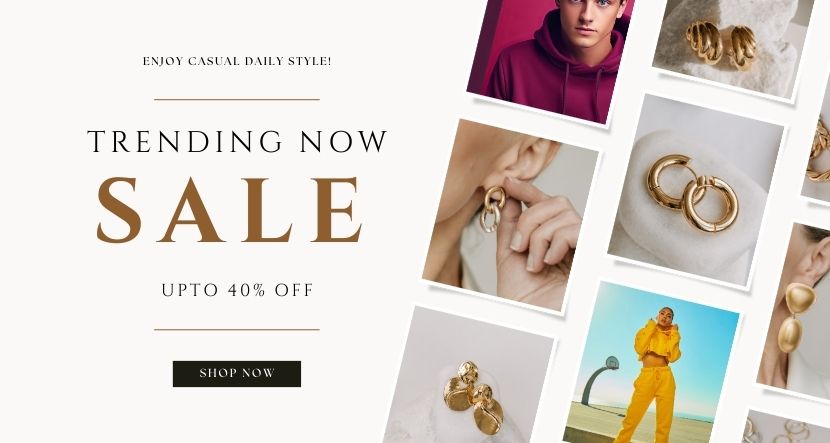 ENJOY CASUAL DAILY STYLE!
TRENDING NOW
SALE
UPTO 40% OFF
SHOP NOW